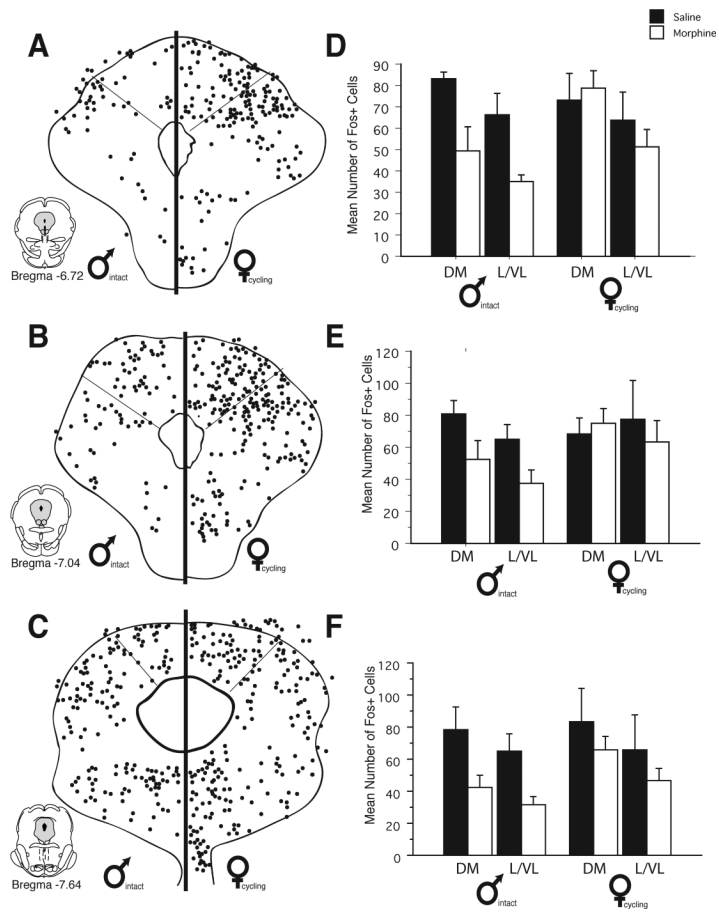 Saline
Morphine
A
Bregma -6.72
intact
cycling
D
Mean Number of Fos+ Cells
90
80
70
60
50
40
30
20
10
0
DM L/VL DM L/VL
intact
cycling
B
Bregma -7.04
intact
cycling
E
Mean Number of Fos+ Cells
120
100
80
60
40
20
0
DM L/VL DM L/VL
intact
cycling
C
Bregma -7.64
intact
cycling
F
Mean Number of Fos+ Cells
120
100
80
60
40
20
0
DM L/VL DM L/VL
intact
cycling